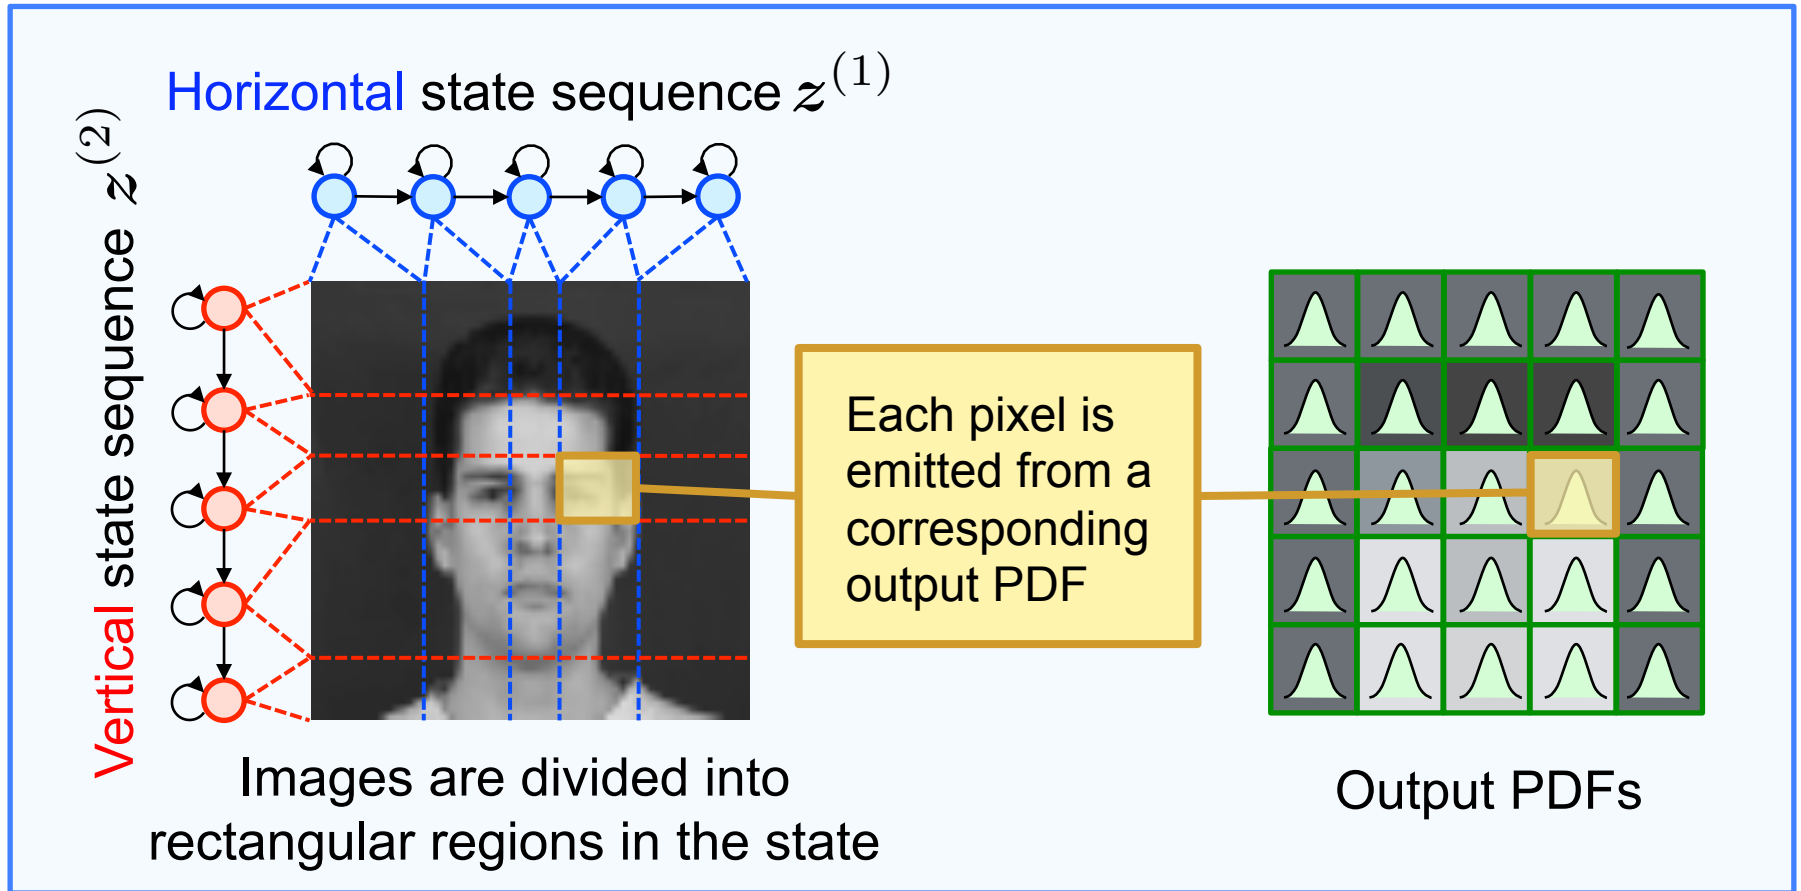 Horizontal state sequence z^(1)
Vertical state sequence z^(2)
Each pixel is
emitted from a
corresponding
output PDF
Images are divided into
rectangular regions in the state
Output PDFs